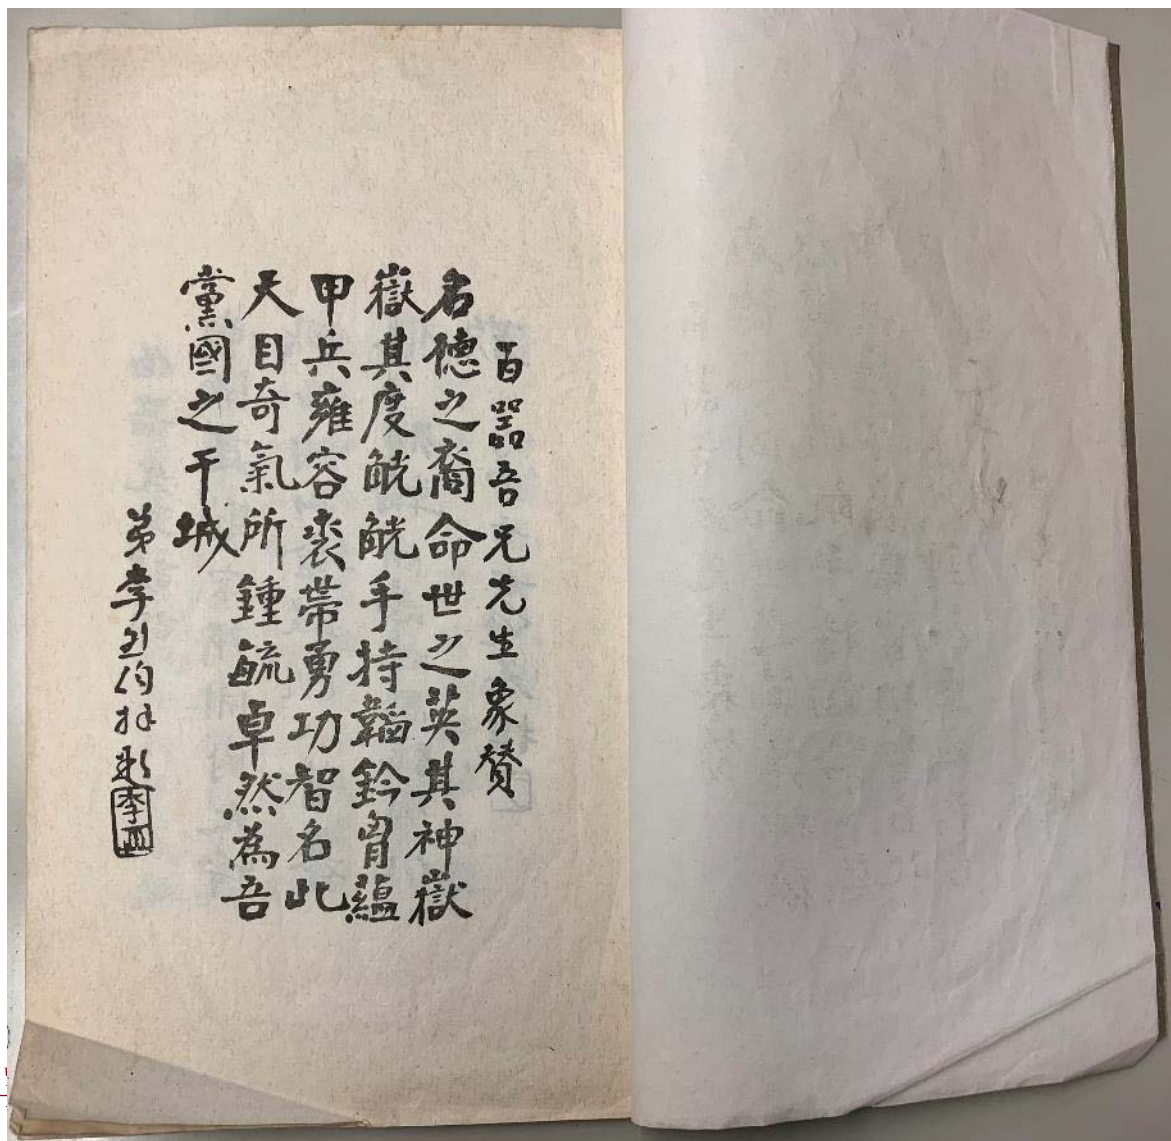 百器吾兄先生象贊
名德之裔命世之英其神嶽
嶽其度觥觥手持韜鈐胷蘊
甲兵雍容裘帶勇功智名此
天目奇氣所鍾毓卓然為吾
黨國之干城
弟李烈鈞拜題